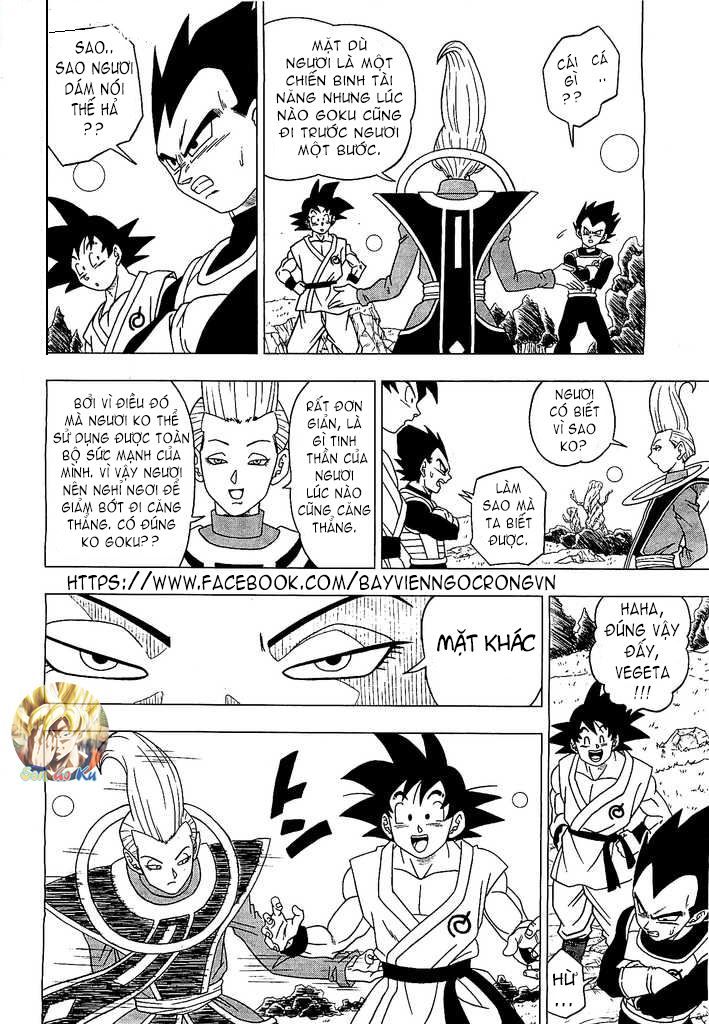 SAO..
SAO NGƯƠI
DÁM NÓI
THẾ HẢ
??
MẶT DÙ
NGƯƠI LÀ MỘT
CHIẾN BINH TÀI
NĂNG NHƯNG LÚC
NÀO GOKU CŨNG
ĐI TRƯỚC NGƯƠI
MỘT BƯỚC.
CÁI CÁ
GÌ ..
??
BỞI VÌ ĐIỀU ĐÓ
MÀ NGƯƠI KO THỂ
SỬ DỤNG ĐƯỢC TOÀN
BỘ SỨC MẠNH CỦA
MÌNH. VÌ VẬY NGƯƠI
NÊN NGHỈ NGƠI ĐỂ
GIẢM BỚT ĐI CĂNG
THẲNG. CÓ ĐÚNG
KO GOKU??
RẤT ĐƠN
GIẢN, LÀ
GÌ TINH
THẦN CỦA
NGƯƠI
LÚC NÀO
CŨNG CĂNG
THẲNG.
NGƯƠI
CÓ BIẾT
VÌ SAO
KO?
LÀM
SAO MÀ
TA BIẾT
ĐƯỢC.
HTTPS://WWW.FACEBOOK.COM/BAYVIENNGOCRONGVN
MẶT KHÁC
HAHA,
ĐÚNG VẬY
ĐẤY,
VEGETA
!!!
Son Go Ku
トン
HỪ
...